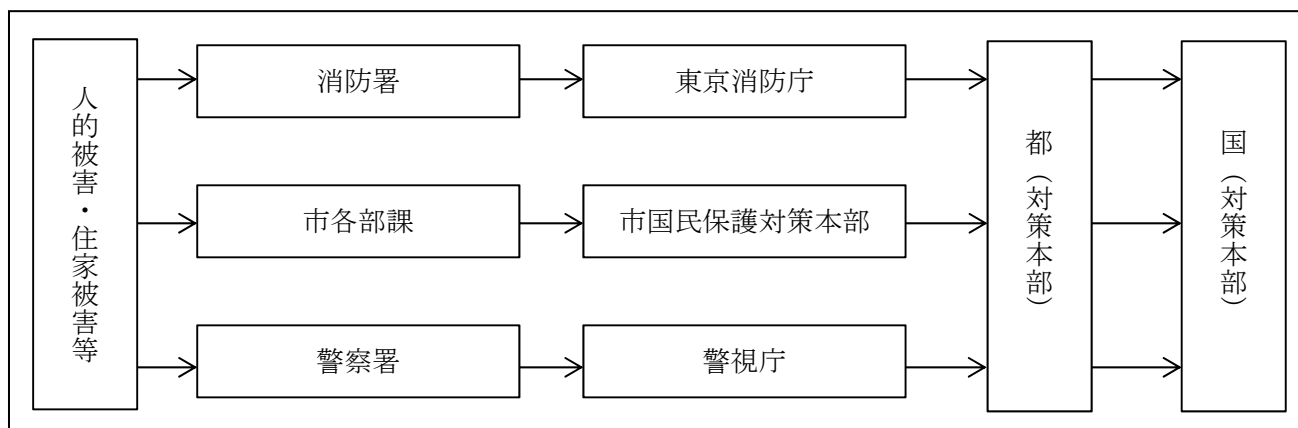 人的被害・住家被害等
消防署
東京消防庁
市各部課
市国民保護対策本部
警察署
警視庁
都（対策本部）
国（対策本部）